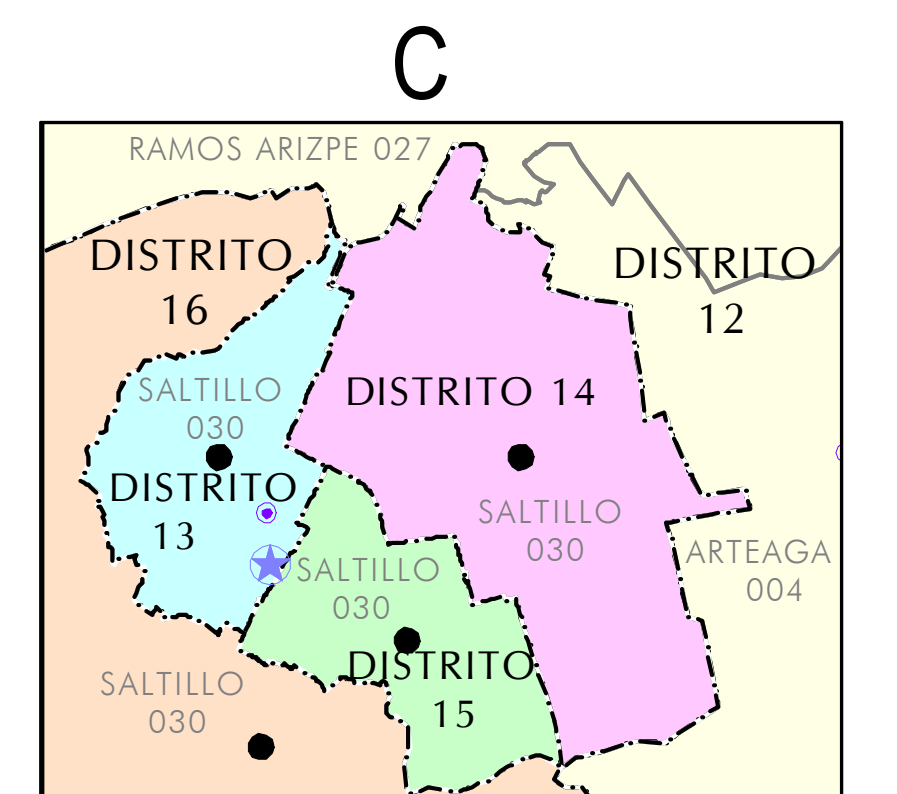 C
RAMOS ARIZPE 027
DISTRITO
16
DISTRITO
12
SALTILLO
030
DISTRITO 14
DISTRITO
13
SALTILLO
030
ARTEAGA
004
SALTILLO
030
DISTRITO
15
SALTILLO
030